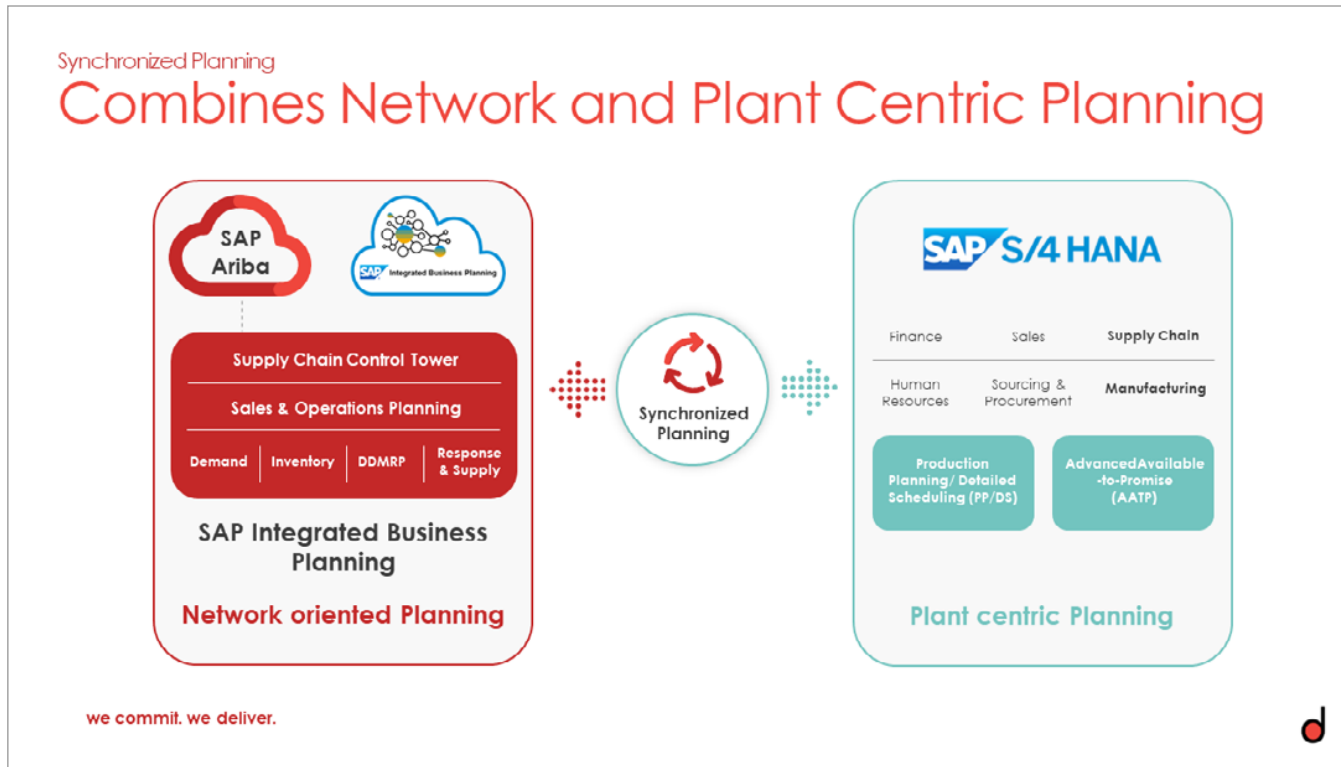 Synchronized Planning
Combines Network and Plant Centric Planning
SAP
Ariba
SAP Integrated Business Planning
Supply Chain Control Tower
Sales & Operations Planning
Demand
Inventory
DDMRP
Response
& Supply
SAP Integrated Business
Planning
Network oriented Planning
Synchronized
Planning
SAP S/4 HANA
Finance
Sales
Supply Chain
Human
Resources
Sourcing &
Procurement
Manufacturing
Production
Planning/ Detailed
Scheduling (PP/DS)
AdvancedAvailable
-to-Promise
(AATP)
Plant centric Planning
we commit. we deliver.
d